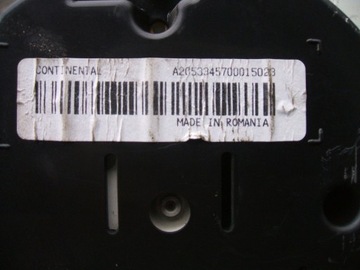 CONTINENTAL A2053345700015023
MADE IN ROMANIA